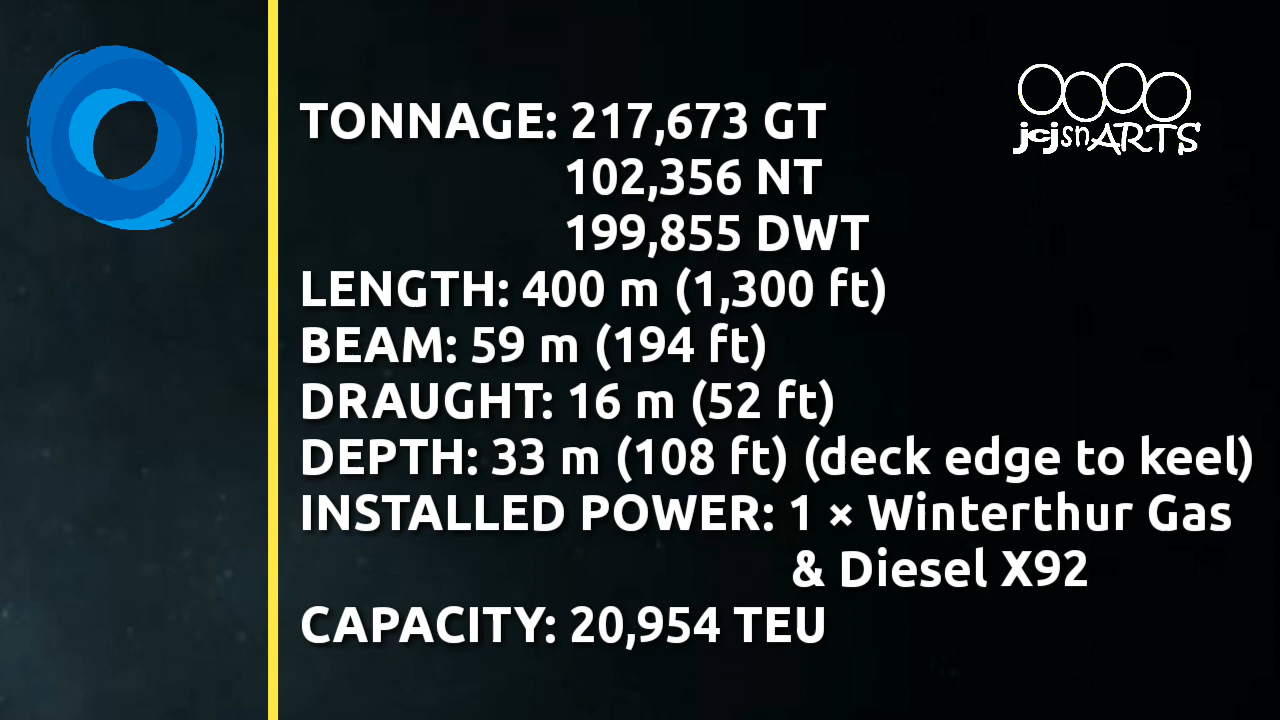 jcjsnARTS
TONNAGE: 217,673 GT
102,356 NT
199,855 DWT
LENGTH: 400 m (1,300 ft)
BEAM: 59 m (194 ft)
DRAUGHT: 16 m (52 ft)
DEPTH: 33 m (108 ft) (deck edge to keel)
INSTALLED POWER: 1 × Winterthur Gas
& Diesel X92
CAPACITY: 20,954 TEU